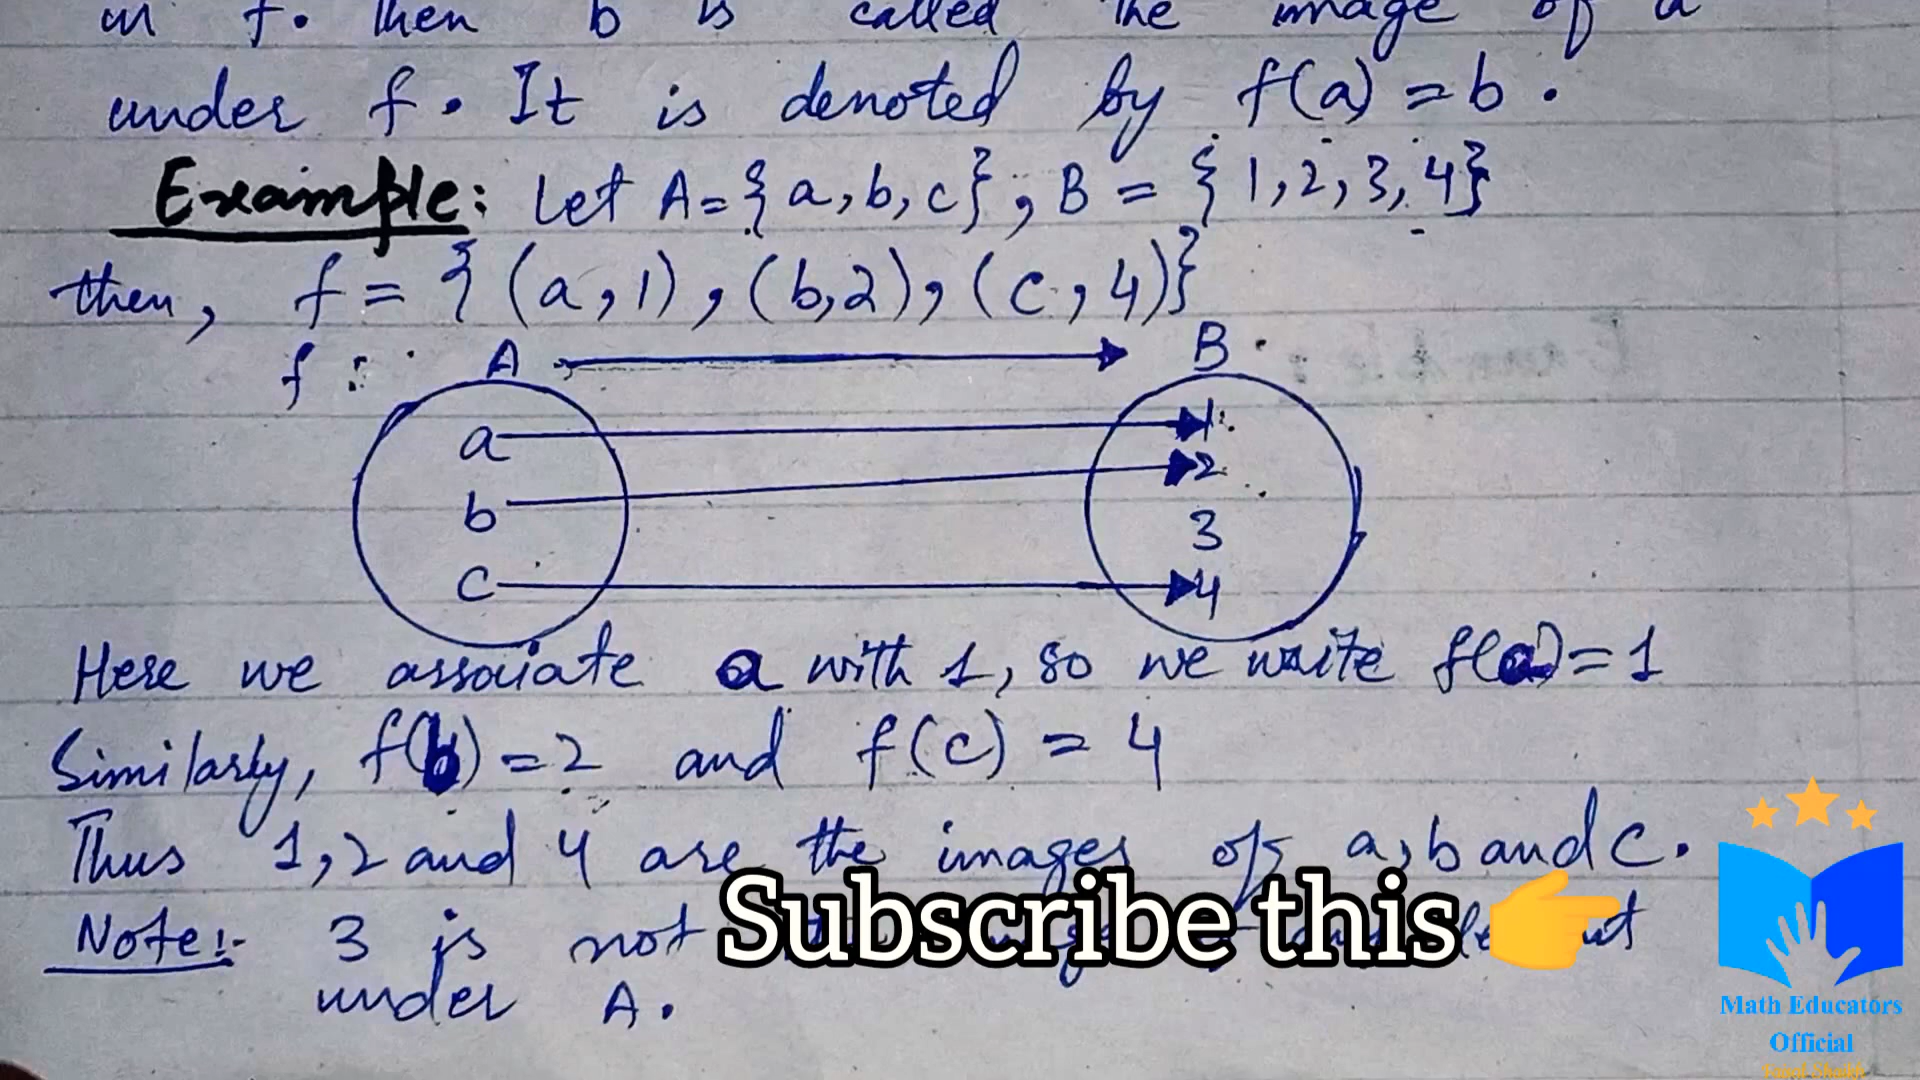 in f. Then b is called the image of a
under f. It is denoted by f(a) = b.
Example: Let A = {a, b, c}, B = {1, 2, 3, 4}
then, f = { (a, 1), (b, 2), (c, 4)}
f : A B
a 1
b 2
3
c 4
Here we associate a with 1, so we write f(a) = 1
Similarly, f(b) = 2 and f(c) = 4
Thus 1, 2 and 4 are the images of a, b and c.
Note:- 3 is not
under A.
Subscribe this
Math Educators
Official